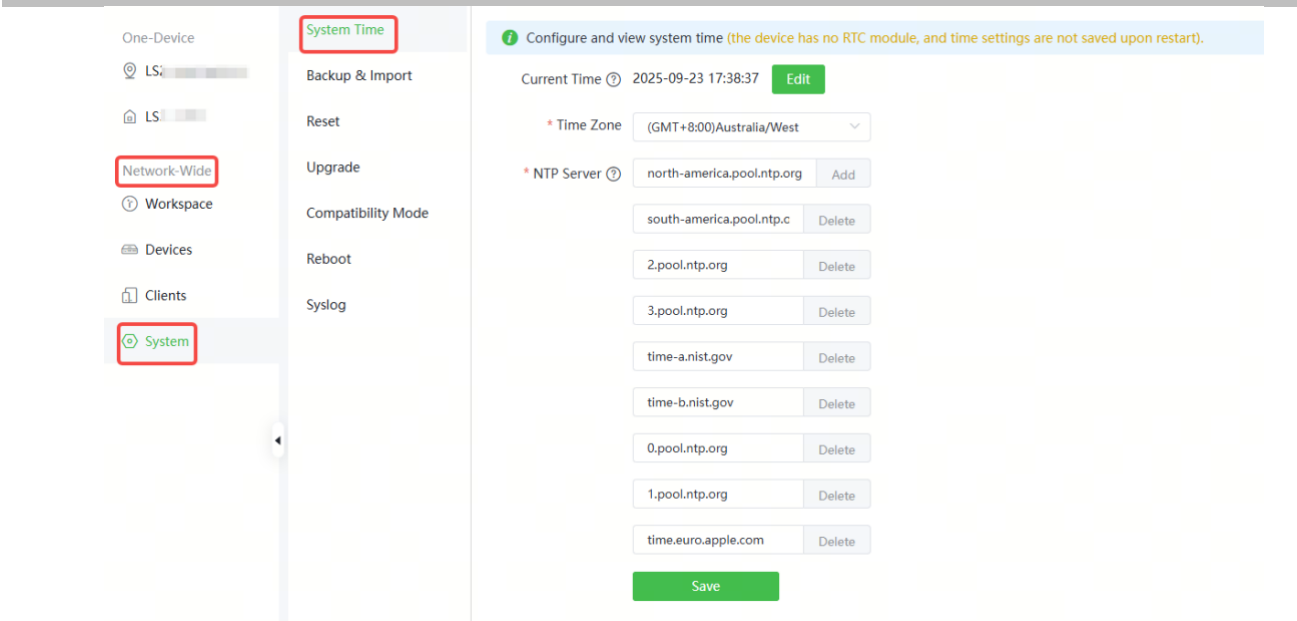 One-Device
LS
LS
Network-Wide
Workspace
Devices
Clients
System
System Time
Backup & Import
Reset
Upgrade
Compatibility Mode
Reboot
Syslog
Configure and view system time (the device has no RTC module, and time settings are not saved upon restart).
Current Time 2025-09-23 17:38:37 Edit
* Time Zone (GMT+8:00)Australia/West
* NTP Server north-america.pool.ntp.org Add
south-america.pool.ntp.c Delete
2.pool.ntp.org Delete
3.pool.ntp.org Delete
time-a.nist.gov Delete
time-b.nist.gov Delete
0.pool.ntp.org Delete
1.pool.ntp.org Delete
time.euro.apple.com Delete
Save